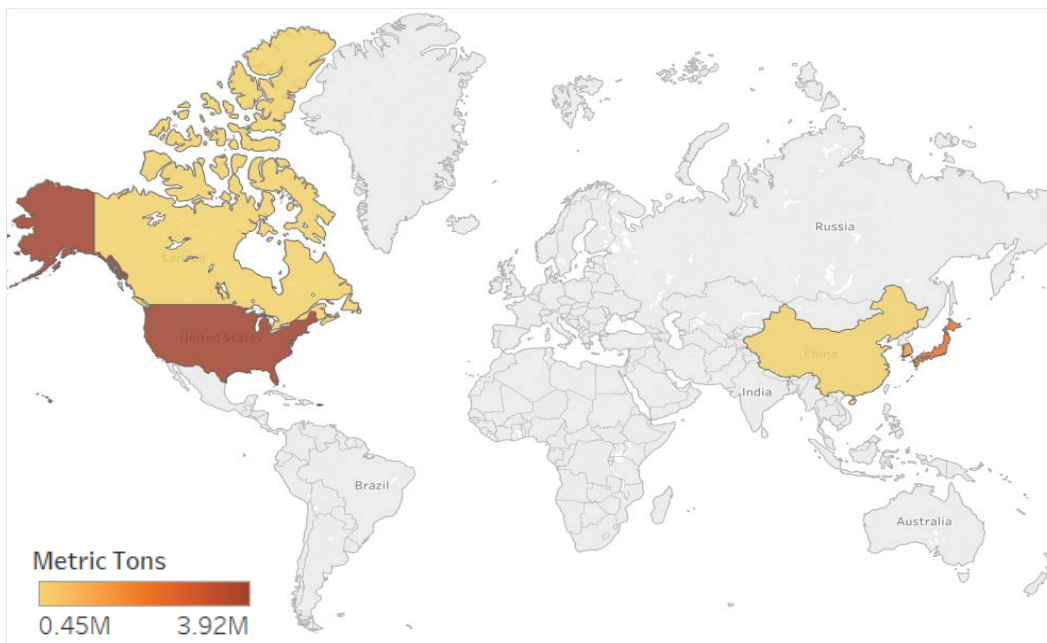 Canada
Russia
United States
China
India
Brazil
Australia
Metric Tons
0.45M 3.92M